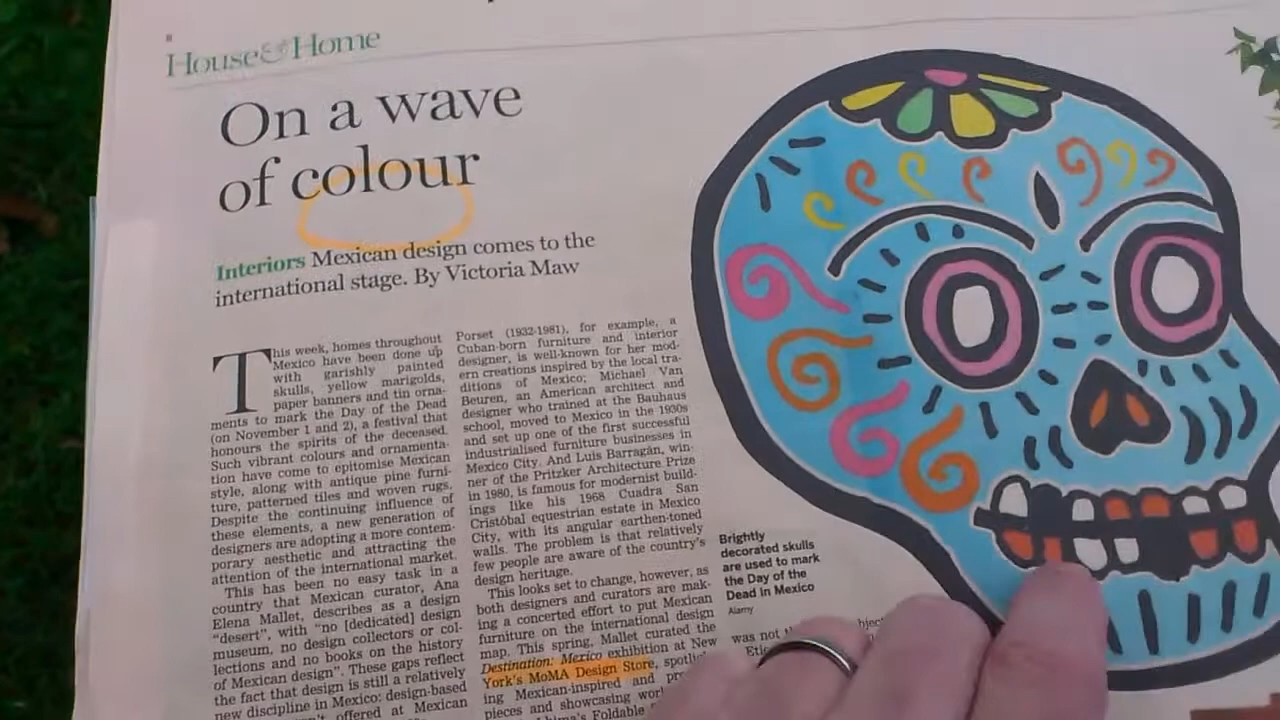 8
House & Home
On a wave
of colour
Interiors Mexican design comes to the
international stage. By Victoria Maw
This week, homes throughout
Mexico have been done up
with garishly painted
skulls, yellow marigolds,
paper banners and tin orna-
ments to mark the Day of the Dead
(on November 1 and 2), a festival that
honours the spirits of the deceased.
Such vibrant colours and ornamenta-
tion have come to epitomise Mexican
style, along with antique pine furni-
ture, patterned tiles and woven rugs.
Despite the continuing influence of
these elements, a new generation of
designers are adopting a more contem-
porary aesthetic and attracting the
attention of the international market.
This has been no easy task in a
country that Mexican curator, Ana
Elena Mallet, describes as a design
"desert", with "no [dedicated] design
museum, no design collectors or col-
lections and no books on the history
of Mexican design". These gaps reflect
the fact that design is still a relatively
new discipline in Mexico: design-based
offered at Mexican
Porset (1932-1981), for example, a
Cuban-born furniture and interior
designer, is well-known for her mod-
ern creations inspired by the local tra-
ditions of Mexico; Michael Van
Beuren, an American architect and
designer who trained at the Bauhaus
school, moved to Mexico in the 1930s
and set up one of the first successful
industrialised furniture businesses in
Mexico City. And Luis Barragán, win-
ner of the Pritzker Architecture Prize
in 1980, is famous for modernist build-
ings like his 1968 Cuadra San
Cristóbal equestrian estate in Mexico
City, with its angular earthen-toned
walls. The problem is that relatively
few people are aware of the country's
design heritage.
This looks set to change, however, as
both designers and curators are mak-
ing a concerted effort to put Mexican
furniture on the international design
map. This spring, Mallet curated the
Destination: Mexico exhibition at New
York's MoMA Design Store, spotli
ing Mexican-inspired and
pieces and showcasing
Foldable
Brightly
decorated skulls
are used to mark
the Day of the
Dead in Mexico
Alamy
was not